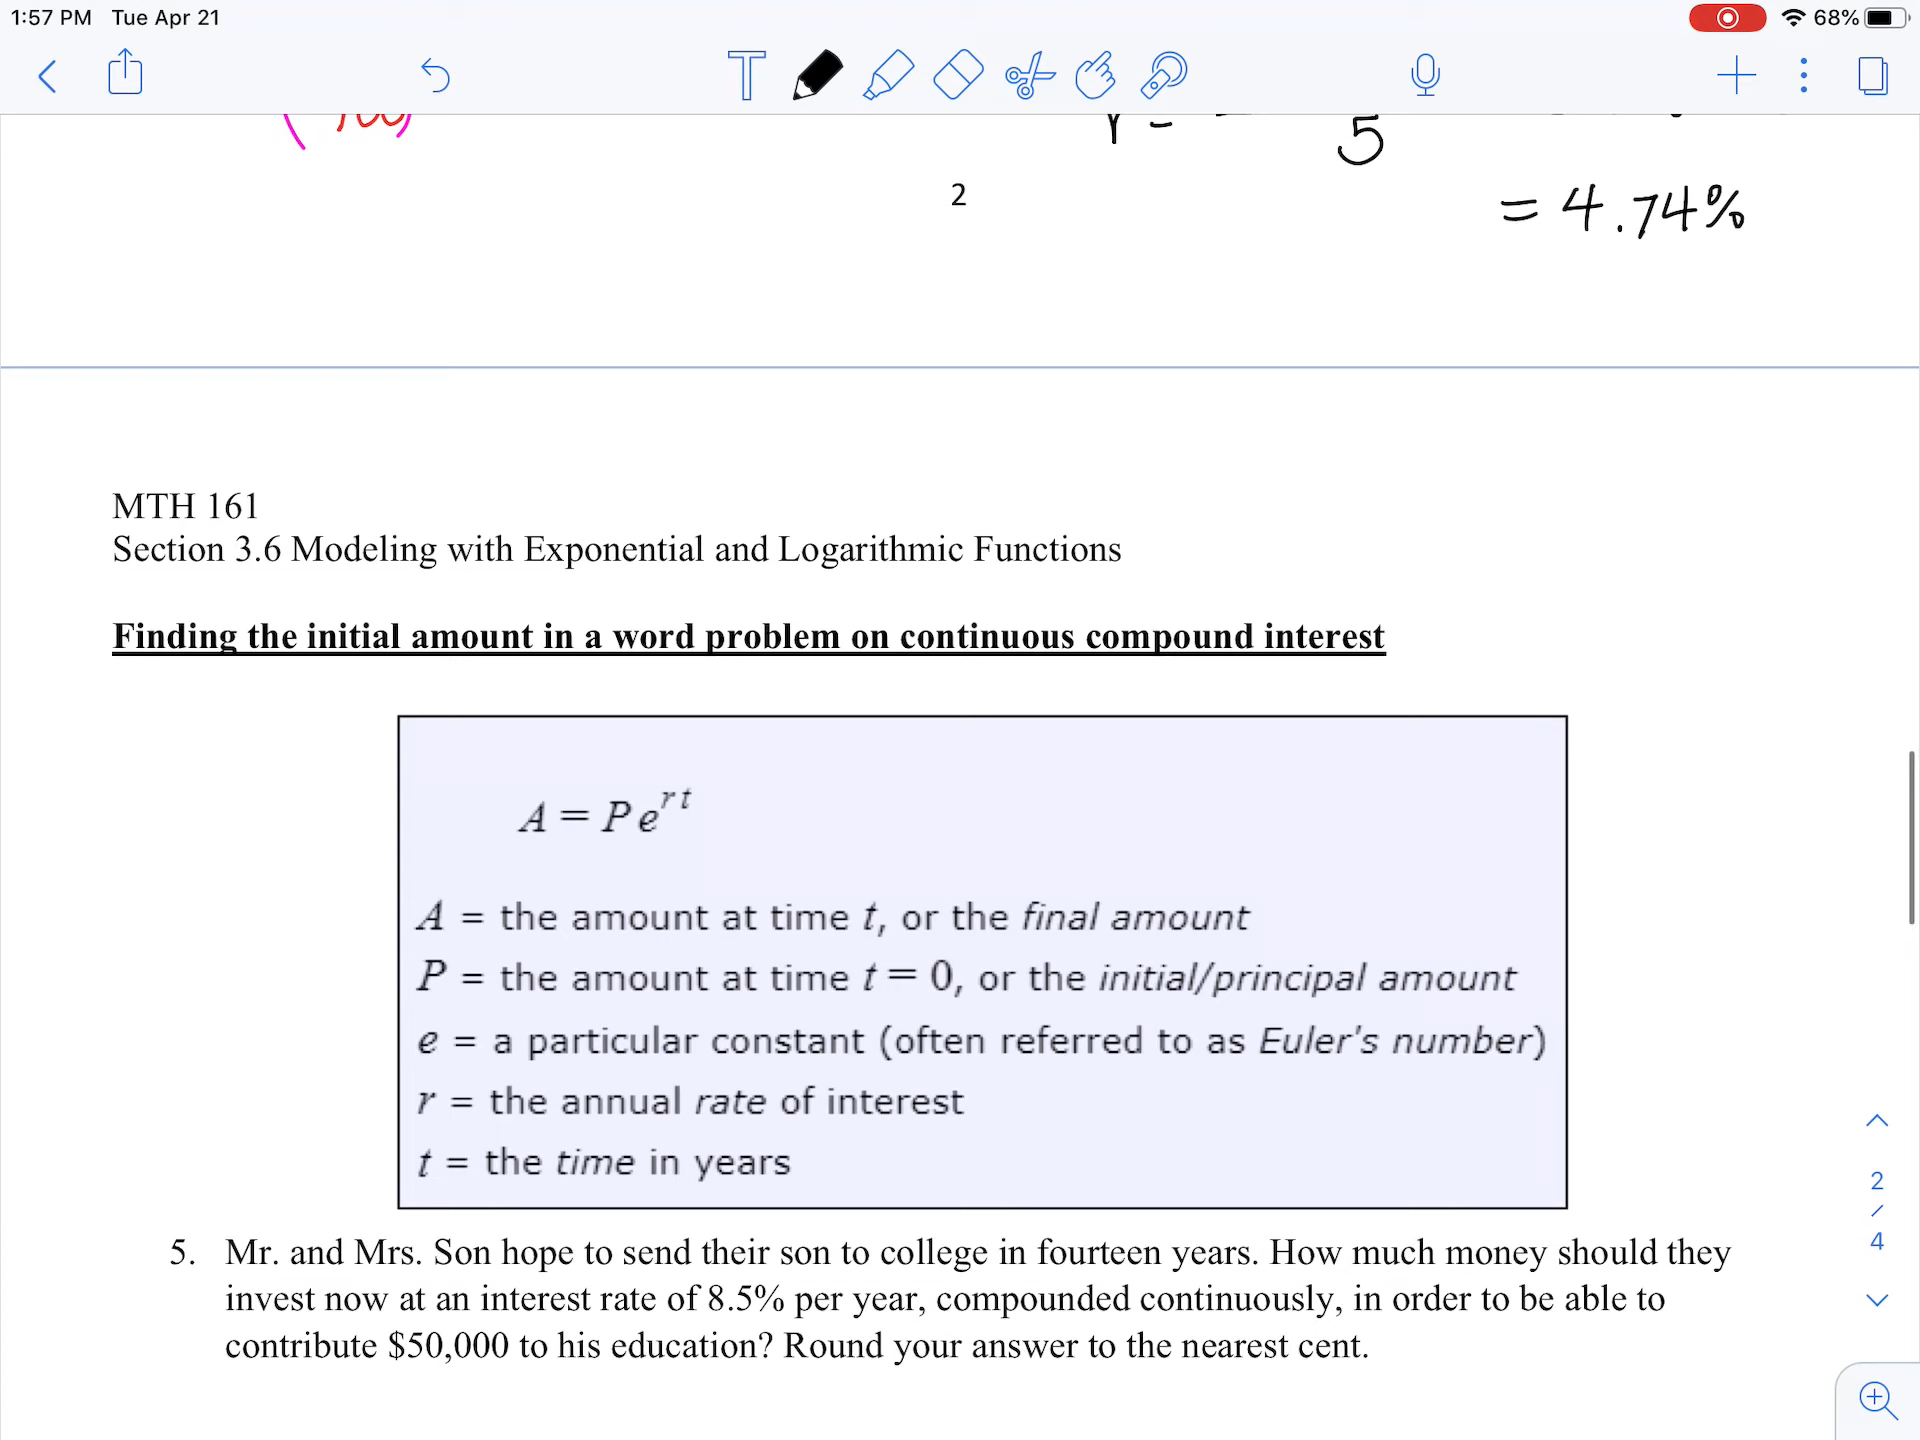 1:57 PM Tue Apr 21
68%
5
2
= 4.74%
MTH 161
Section 3.6 Modeling with Exponential and Logarithmic Functions
Finding the initial amount in a word problem on continuous compound interest
A = Pe^{rt}
A = the amount at time t, or the final amount
P = the amount at time t = 0, or the initial/principal amount
e = a particular constant (often referred to as Euler's number)
r = the annual rate of interest
t = the time in years
5. Mr. and Mrs. Son hope to send their son to college in fourteen years. How much money should they
invest now at an interest rate of 8.5% per year, compounded continuously, in order to be able to
contribute $50,000 to his education? Round your answer to the nearest cent.
2
/
4